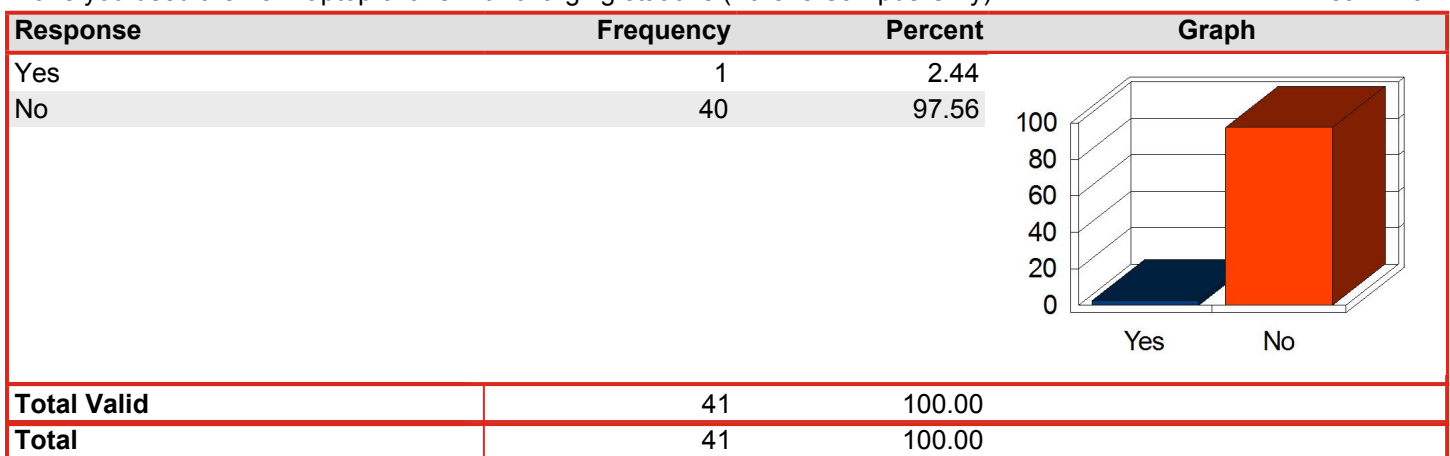 Response Frequency Percent Graph
Yes 1 2.44
No 40 97.56
100
80
60
40
20
0
Yes No
Total Valid 41 100.00
Total 41 100.00